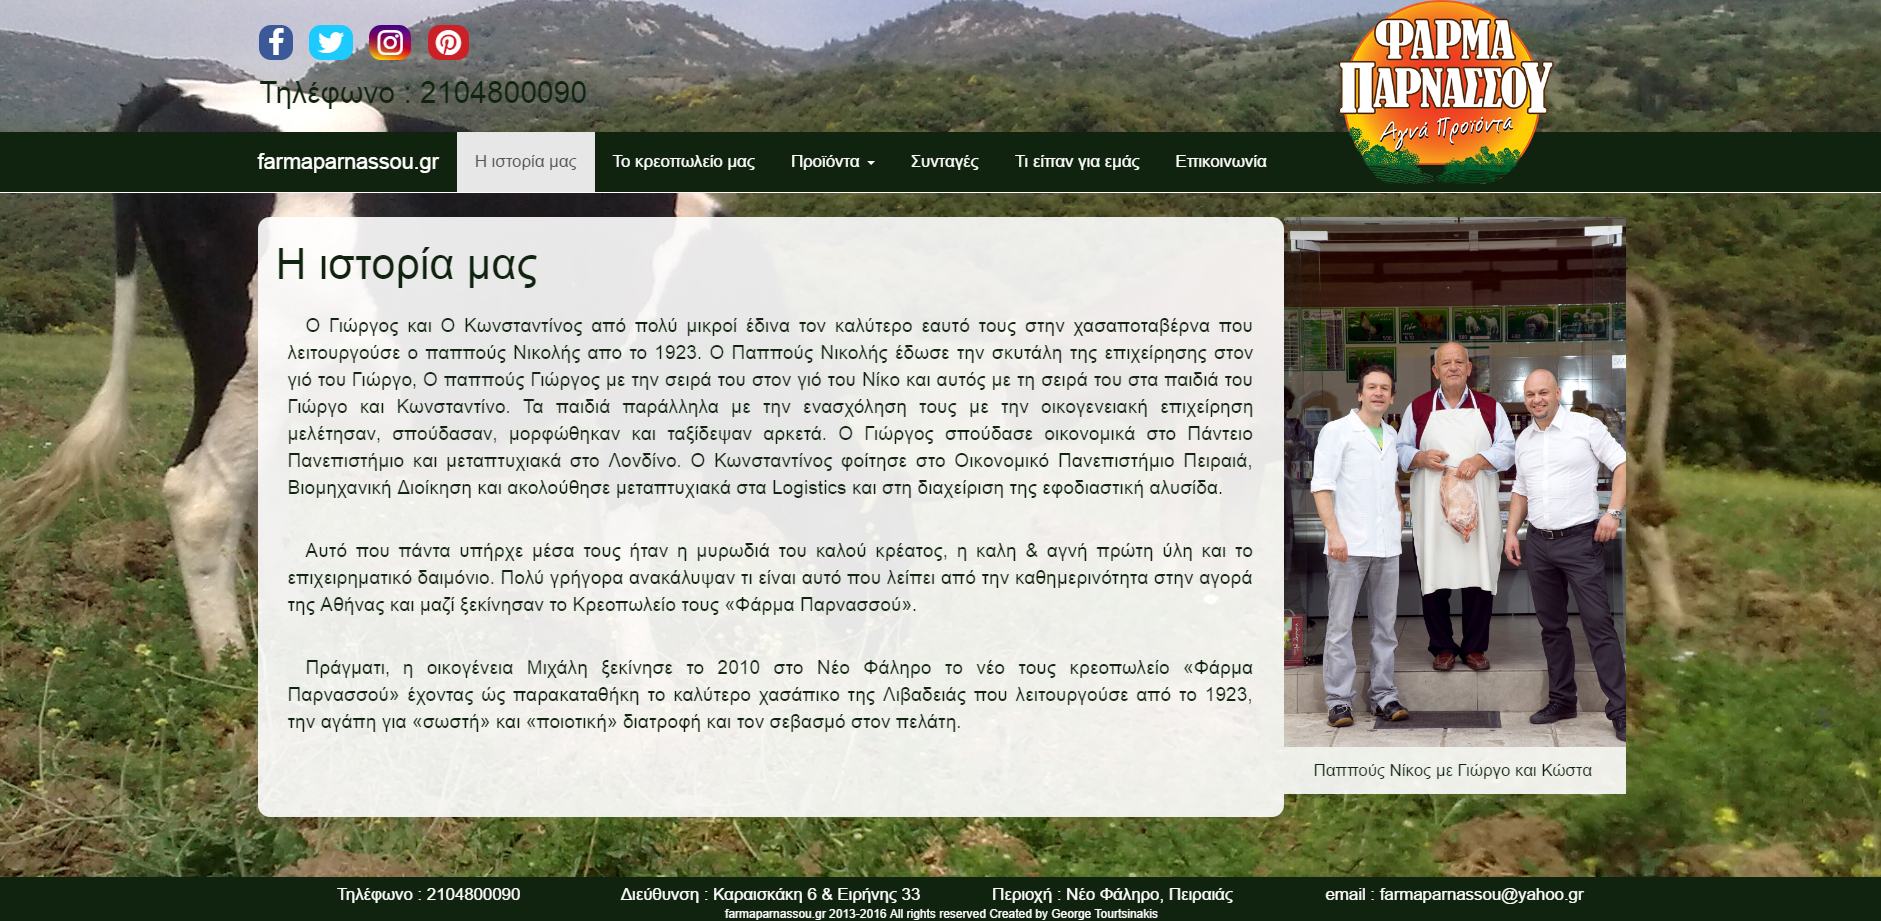 Τηλέφωνο : 2104800090
ΦΑΡΜΑ
ΠΑΡΝΑΣΣΟΥ
Αγνά Προϊόντα
farmaparnassou.gr
Η ιστορία μας
Το κρεοπωλείο μας
Προϊόντα
Συνταγές
Τι είπαν για εμάς
Επικοινωνία
Η ιστορία μας
Ο Γιώργος και Ο Κωνσταντίνος από πολύ μικροί έδινα τον καλύτερο εαυτό τους στην χασαποταβέρνα που
λειτουργούσε ο παππούς Νικολής απο το 1923. Ο Παππούς Νικολής έδωσε την σκυτάλη της επιχείρησης στον
γιό του Γιώργο, Ο παππούς Γιώργος με την σειρά του στον γιό του Νίκο και αυτός με τη σειρά του στα παιδιά του
Γιώργο και Κωνσταντίνο. Τα παιδιά παράλληλα με την ενασχόληση τους με την οικογενειακή επιχείρηση
μελέτησαν, σπούδασαν, μορφώθηκαν και ταξίδεψαν αρκετά. Ο Γιώργος σπούδασε οικονομικά στο Πάντειο
Πανεπιστήμιο και μεταπτυχιακά στο Λονδίνο. Ο Κωνσταντίνος φοίτησε στο Οικονομικό Πανεπιστήμιο Πειραιά,
Βιομηχανική Διοίκηση και ακολούθησε μεταπτυχιακά στα Logistics και στη διαχείριση της εφοδιαστική αλυσίδα.
Αυτό που πάντα υπήρχε μέσα τους ήταν η μυρωδιά του καλού κρέατος, η καλη & αγνή πρώτη ύλη και το
επιχειρηματικό δαιμόνιο. Πολύ γρήγορα ανακάλυψαν τι είναι αυτό που λείπει από την καθημερινότητα στην αγορά
της Αθήνας και μαζί ξεκίνησαν το Κρεοπωλείο τους «Φάρμα Παρνασσού».
Πράγματι, η οικογένεια Μιχάλη ξεκίνησε το 2010 στο Νέο Φάληρο το νέο τους κρεοπωλείο «Φάρμα
Παρνασσού» έχοντας ώς παρακαταθήκη το καλύτερο χασάπικο της Λιβαδειάς που λειτουργούσε από το 1923,
την αγάπη για «σωστή» και «ποιοτική» διατροφή και τον σεβασμό στον πελάτη.
Παππούς Νίκος με Γιώργο και Κώστα
Τηλέφωνο : 2104800090
Διεύθυνση : Καραισκάκη 6 & Ειρήνης 33
Περιοχή : Νέο Φάληρο, Πειραιάς
email : farmaparnassou@yahoo.gr
farmaparnassou.gr 2013-2016 All rights reserved Created by George Tourtsinakis